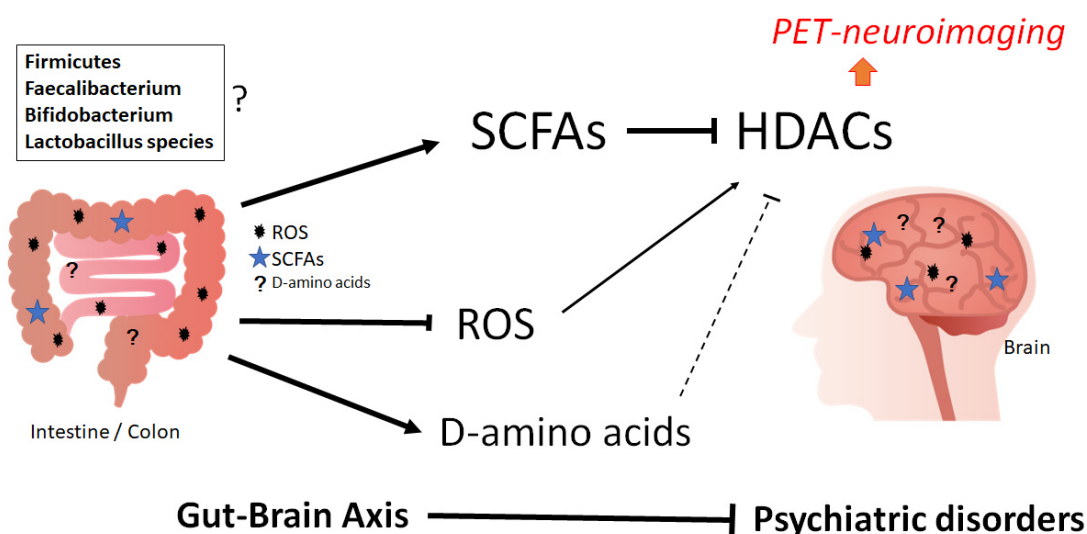 PET-neuroimaging
Firmicutes
Faecalibacterium
Bifidobacterium
Lactobacillus species
?
SCFAs
HDACs
ROS
SCFAs
? D-amino acids
?
?
?
?
?
ROS
Brain
D-amino acids
Intestine / Colon
Gut-Brain Axis
Psychiatric disorders